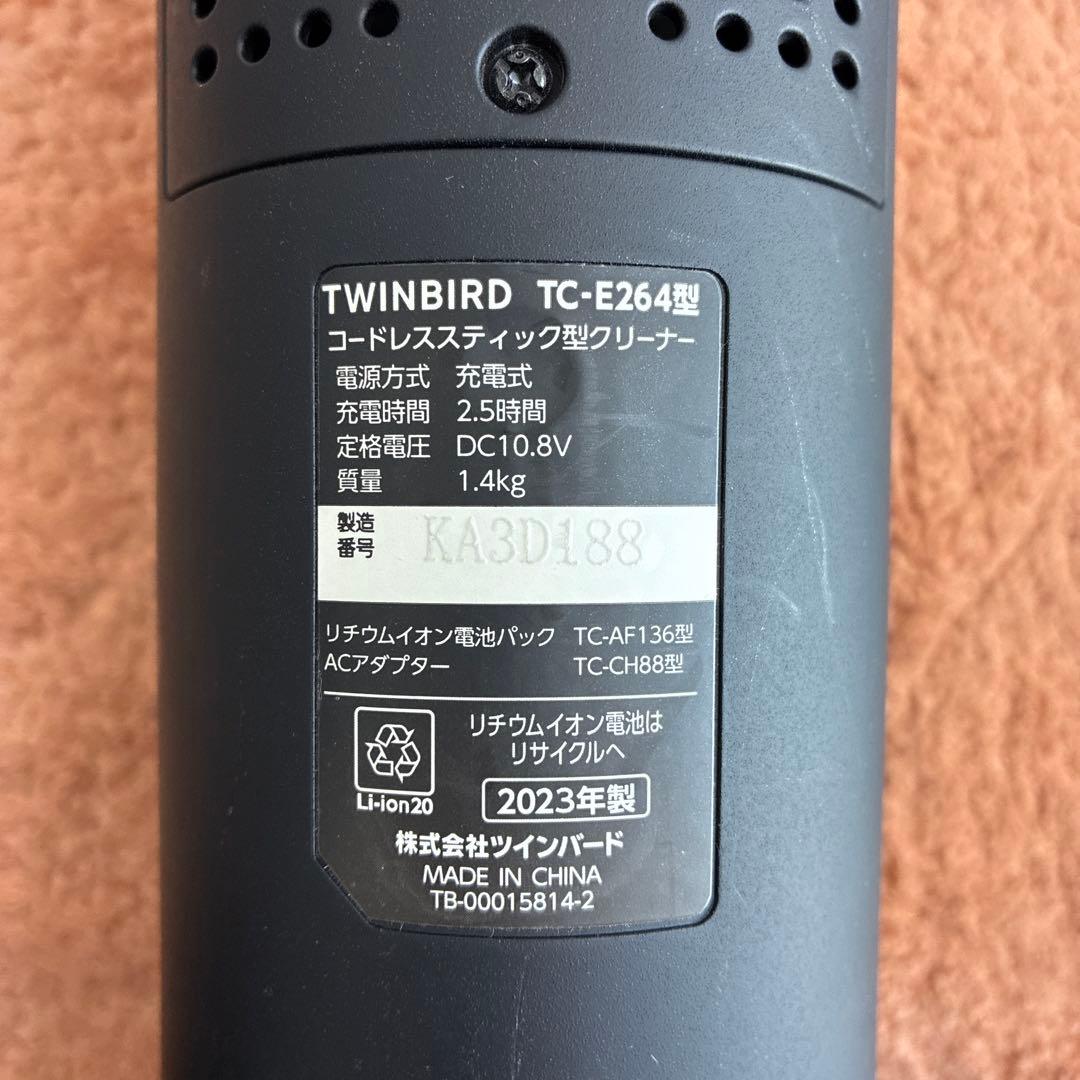 TWINBIRD TC-E264型
コードレススティック型クリーナー
電源方式 充電式
充電時間 2.5時間
定格電圧 DC10.8V
質量 1.4kg
製造
番号 KA3D188
リチウムイオン電池パック TC-AF136型
ACアダプター TC-CH88型
リチウムイオン電池は
リサイクルへ
Li-ion20
2023年製
株式会社ツインバード
MADE IN CHINA
TB-00015814-2